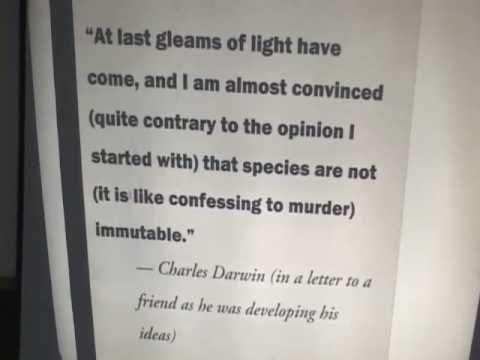 “At last gleams of light have
come, and I am almost convinced
(quite contrary to the opinion I
started with) that species are not
(it is like confessing to murder)
immutable.”
— Charles Darwin (in a letter to a
friend as he was developing his
ideas)